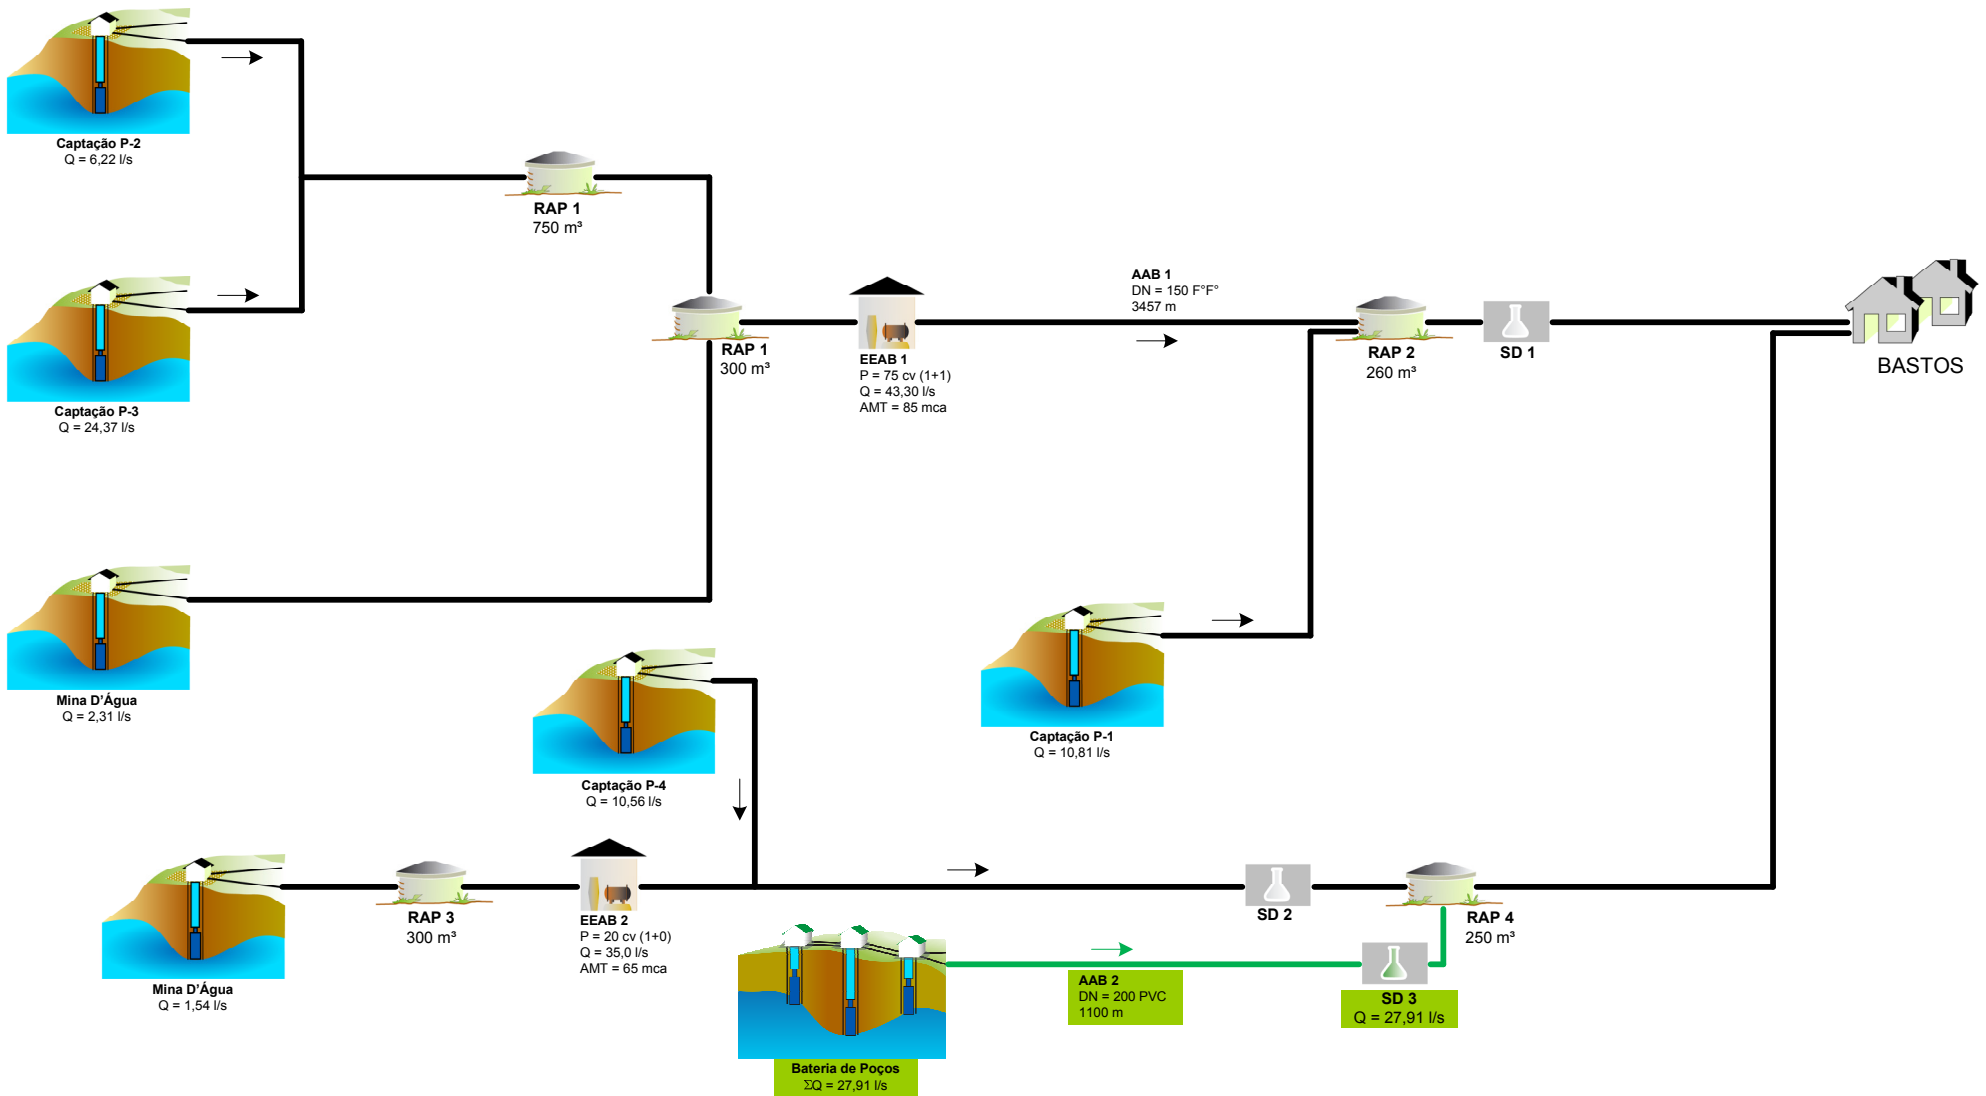 Captação P-2
Q = 6,22 l/s
RAP 1
750 m³
Captação P-3
Q = 24,37 l/s
RAP 1
300 m³
EEAB 1
P = 75 cv (1+1)
Q = 43,30 l/s
AMT = 85 mca
AAB 1
DN = 150 F°F°
3457 m
RAP 2
260 m³
SD 1
BASTOS
Mina D'Água
Q = 2,31 l/s
Captação P-4
Q = 10,56 l/s
Captação P-1
Q = 10,81 l/s
Mina D'Água
Q = 1,54 l/s
RAP 3
300 m³
EEAB 2
P = 20 cv (1+0)
Q = 35,0 l/s
AMT = 65 mca
SD 2
RAP 4
250 m³
Bateria de Poços
ΣQ = 27,91 l/s
AAB 2
DN = 200 PVC
1100 m
SD 3
Q = 27,91 l/s